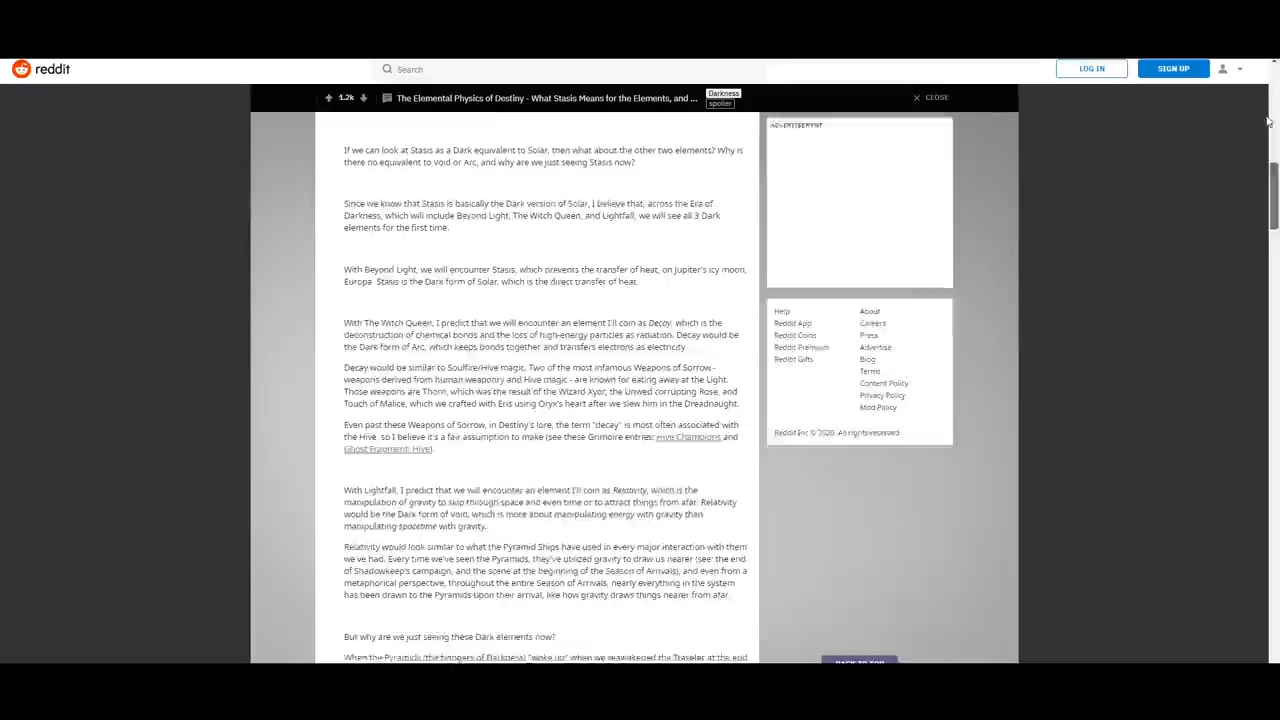 reddit
Search
LOG IN
SIGN UP
1.2k
The Elemental Physics of Destiny - What Stasis Means for the Elements, and ...
Darkness
spoiler
CLOSE
If we can look at Stasis as a Dark equivalent to Solar, then what about the other two elements? Why is
there no equivalent to Void or Arc, and why are we just seeing Stasis now?
Since we know that Stasis is basically the Dark version of Solar, I believe that, across the Era of
Darkness, which will include Beyond Light, The Witch Queen, and Lightfall, we will see all 3 Dark
elements for the first time.
With Beyond Light, we will encounter Stasis, which prevents the transfer of heat, on Jupiter's icy moon,
Europa. Stasis is the Dark form of Solar, which is the direct transfer of heat.
With The Witch Queen, I predict that we will encounter an element I'll coin as Decay, which is the
deconstruction of chemical bonds and the loss of high-energy particles as radiation. Decay would be
the Dark form of Arc, which keeps bonds together and transfers electrons as electricity.
Decay would be similar to Soulfire/Hive magic. Two of the most infamous Weapons of Sorrow -
weapons derived from human weaponry and Hive magic - are known for eating away at the Light.
Those weapons are Thorn, which was the result of the Wizard Xyor, the Unwed corrupting Rose, and
Touch of Malice, which we crafted with Eris using Oryx's heart after we slew him in the Dreadnaught.
Even past these Weapons of Sorrow, in Destiny's lore, the term "decay" is most often associated with
the Hive, so I believe it's a fair assumption to make (see these Grimoire entries: Hive Champions and
Ghost Fragment: Hive).
With Lightfall, I predict that we will encounter an element I'll coin as Relativity, which is the
manipulation of gravity to skip through space and even time or to attract things from afar. Relativity
would be the Dark form of Void, which is more about manipulating energy with gravity than
manipulating spacetime with gravity.
Relativity would look similar to what the Pyramid Ships have used in every major interaction with them
we've had. Every time we've seen the Pyramids, they've utilized gravity to draw us nearer (see the end
of Shadowkeep's campaign, and the scene at the beginning of the Season of Arrivals), and even from a
metaphorical perspective, throughout the entire Season of Arrivals, nearly everything in the system
has been drawn to the Pyramids upon their arrival, like how gravity draws things nearer from afar.
But why are we just seeing these Dark elements now?
When the Pyramids (the bringers of Darkness) "woke up" when we reawakened the Traveler at the end
ADVERTISEMENT
Help
About
Reddit App
Careers
Reddit Coins
Press
Reddit Premium
Advertise
Reddit Gifts
Blog
Terms
Content Policy
Privacy Policy
Mod Policy
Reddit Inc © 2020. All rights reserved
BACK TO TOP